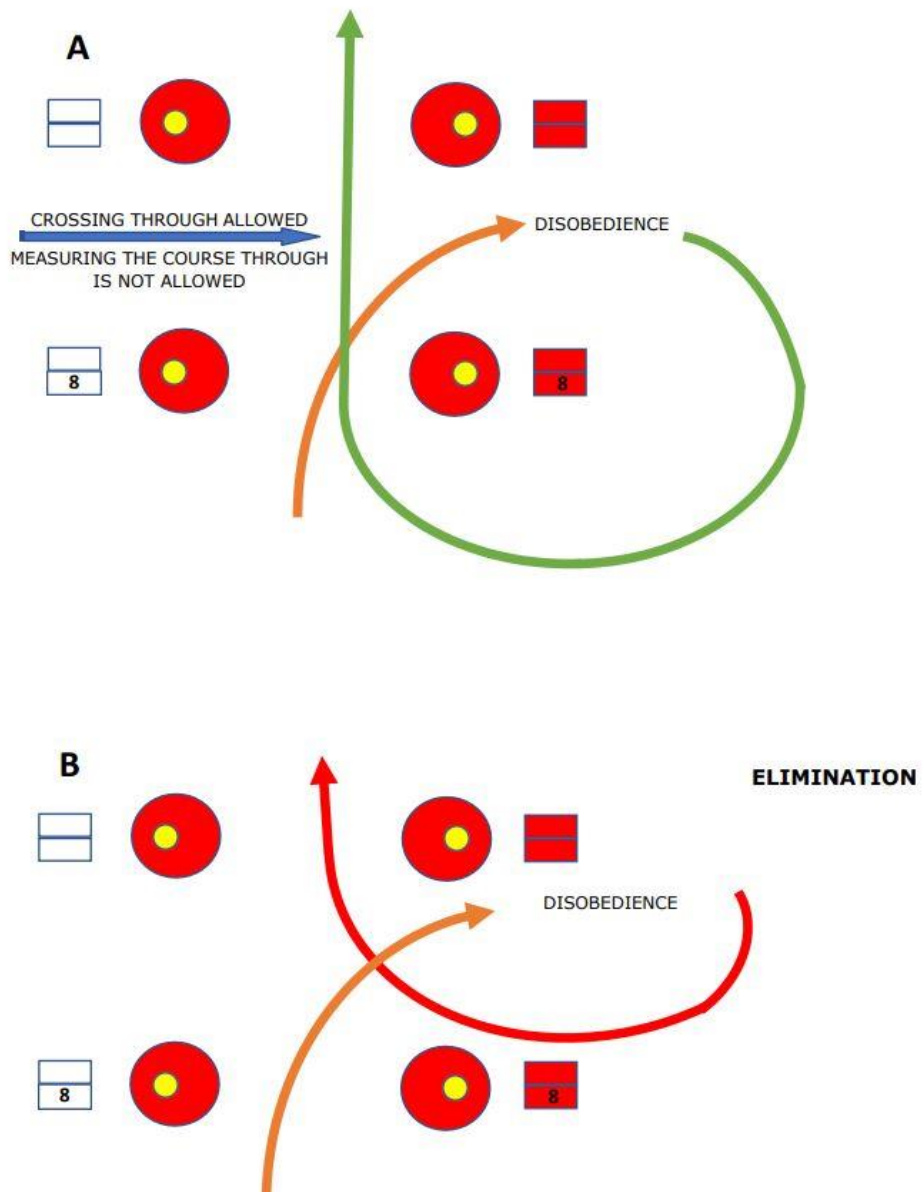 A
CROSSING THROUGH ALLOWED
DISOBEDIENCE
MEASURING THE COURSE THROUGH
IS NOT ALLOWED
8
8
B
ELIMINATION
DISOBEDIENCE
8
8